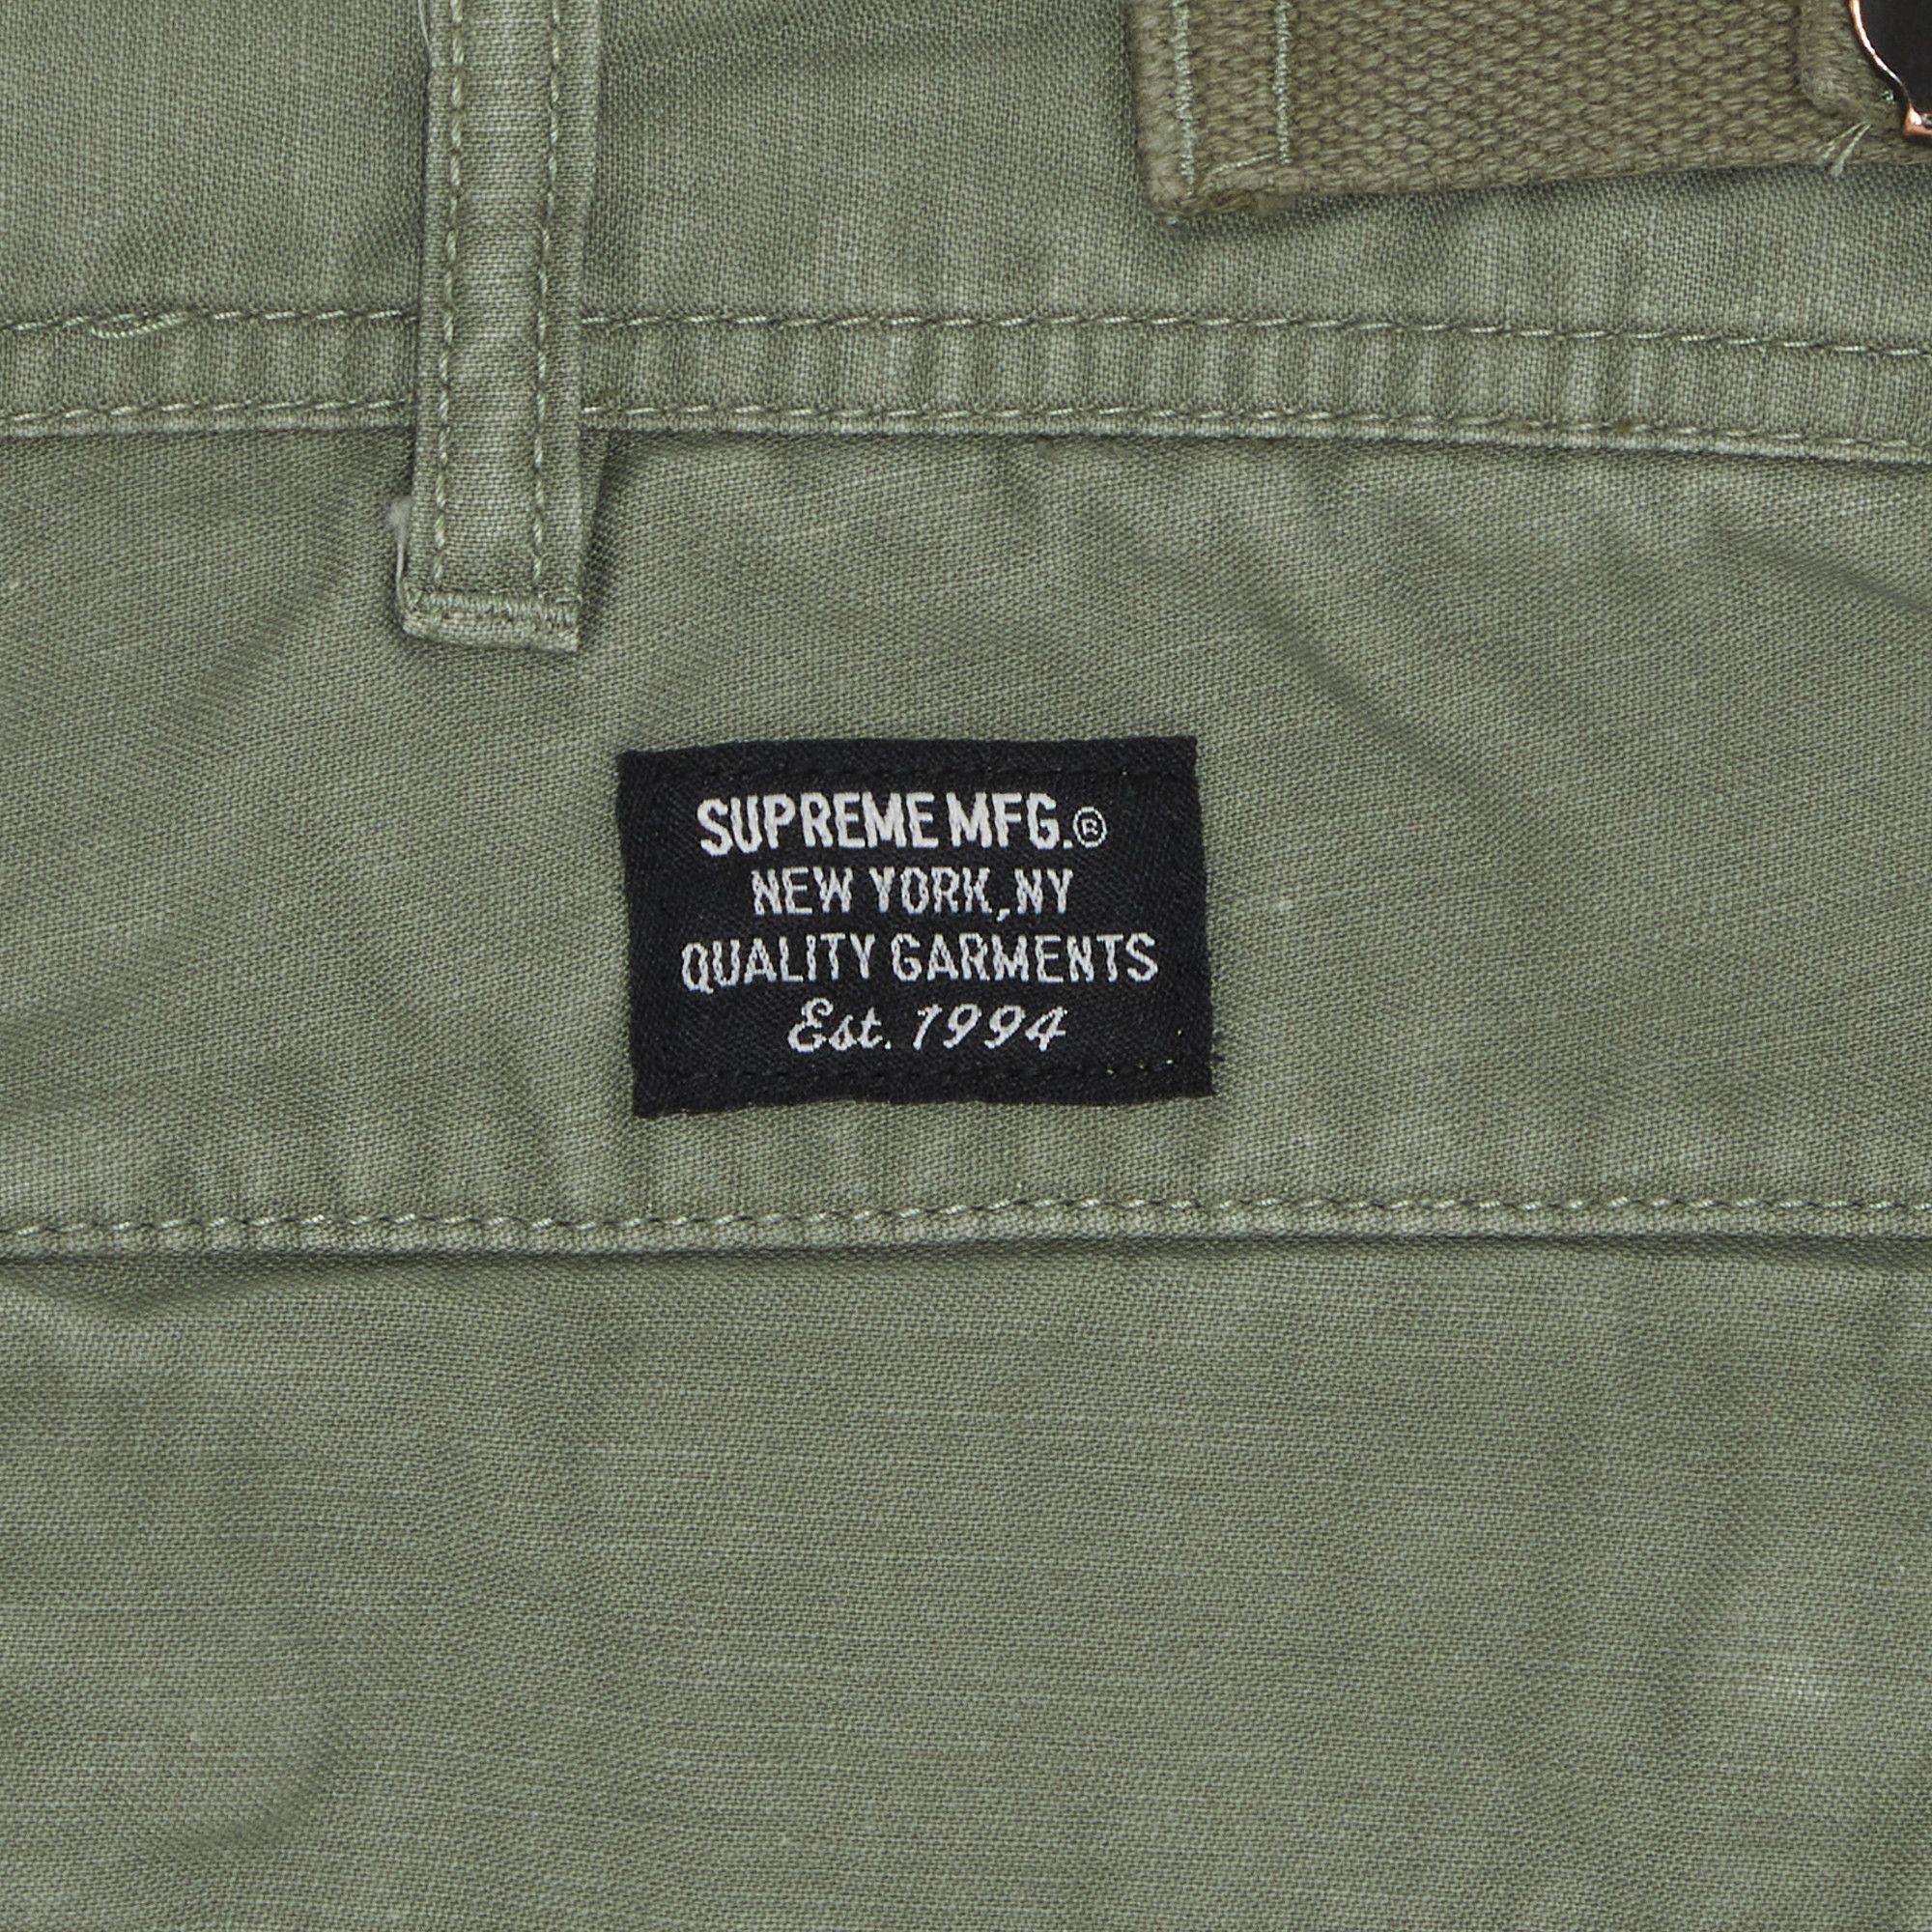 SUPREME MFG.®
NEW YORK, NY
QUALITY GARMENTS
Est. 1994